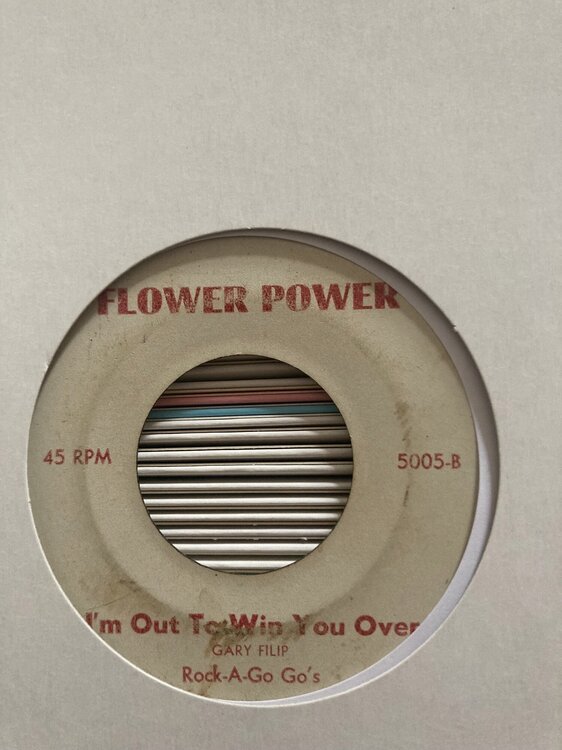 FLOWER POWER
45 RPM
5005-B
I'm Out To Win You Over
GARY FILIP
Rock-A-Go Go's